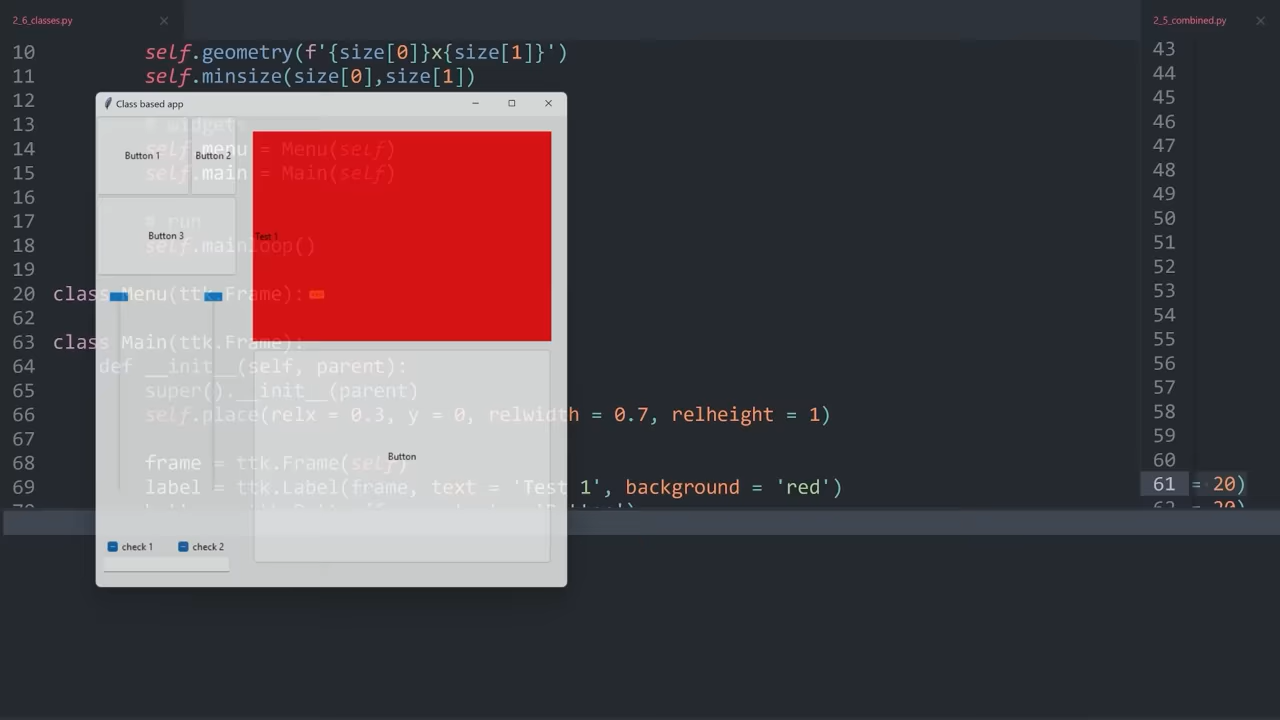 2_6_classes.py
2_5_combined.py
10 self.geometry(f'{size[0]}x{size[1]}')
11 self.minsize(size[0],size[1])
12
13 # widgets
14 self.menu = Menu(self)
15 self.main = Main(self)
16
17 # run
18 self.mainloop()
19
20 class Menu(ttk.Frame):
62
63 class Main(ttk.Frame):
64 def __init__(self, parent):
65 super().__init__(parent)
66 self.place(relx = 0.3, y = 0, relwidth = 0.7, relheight = 1)
67
68 frame = ttk.Frame(self)
69 label = ttk.Label(frame, text = 'Test 1', background = 'red')
Class based app
Button 1
Button 2
Button 3
Test 1
Button
check 1
check 2
43
44
45
46
47
48
49
50
51
52
53
54
55
56
57
58
59
60
61 = 20)